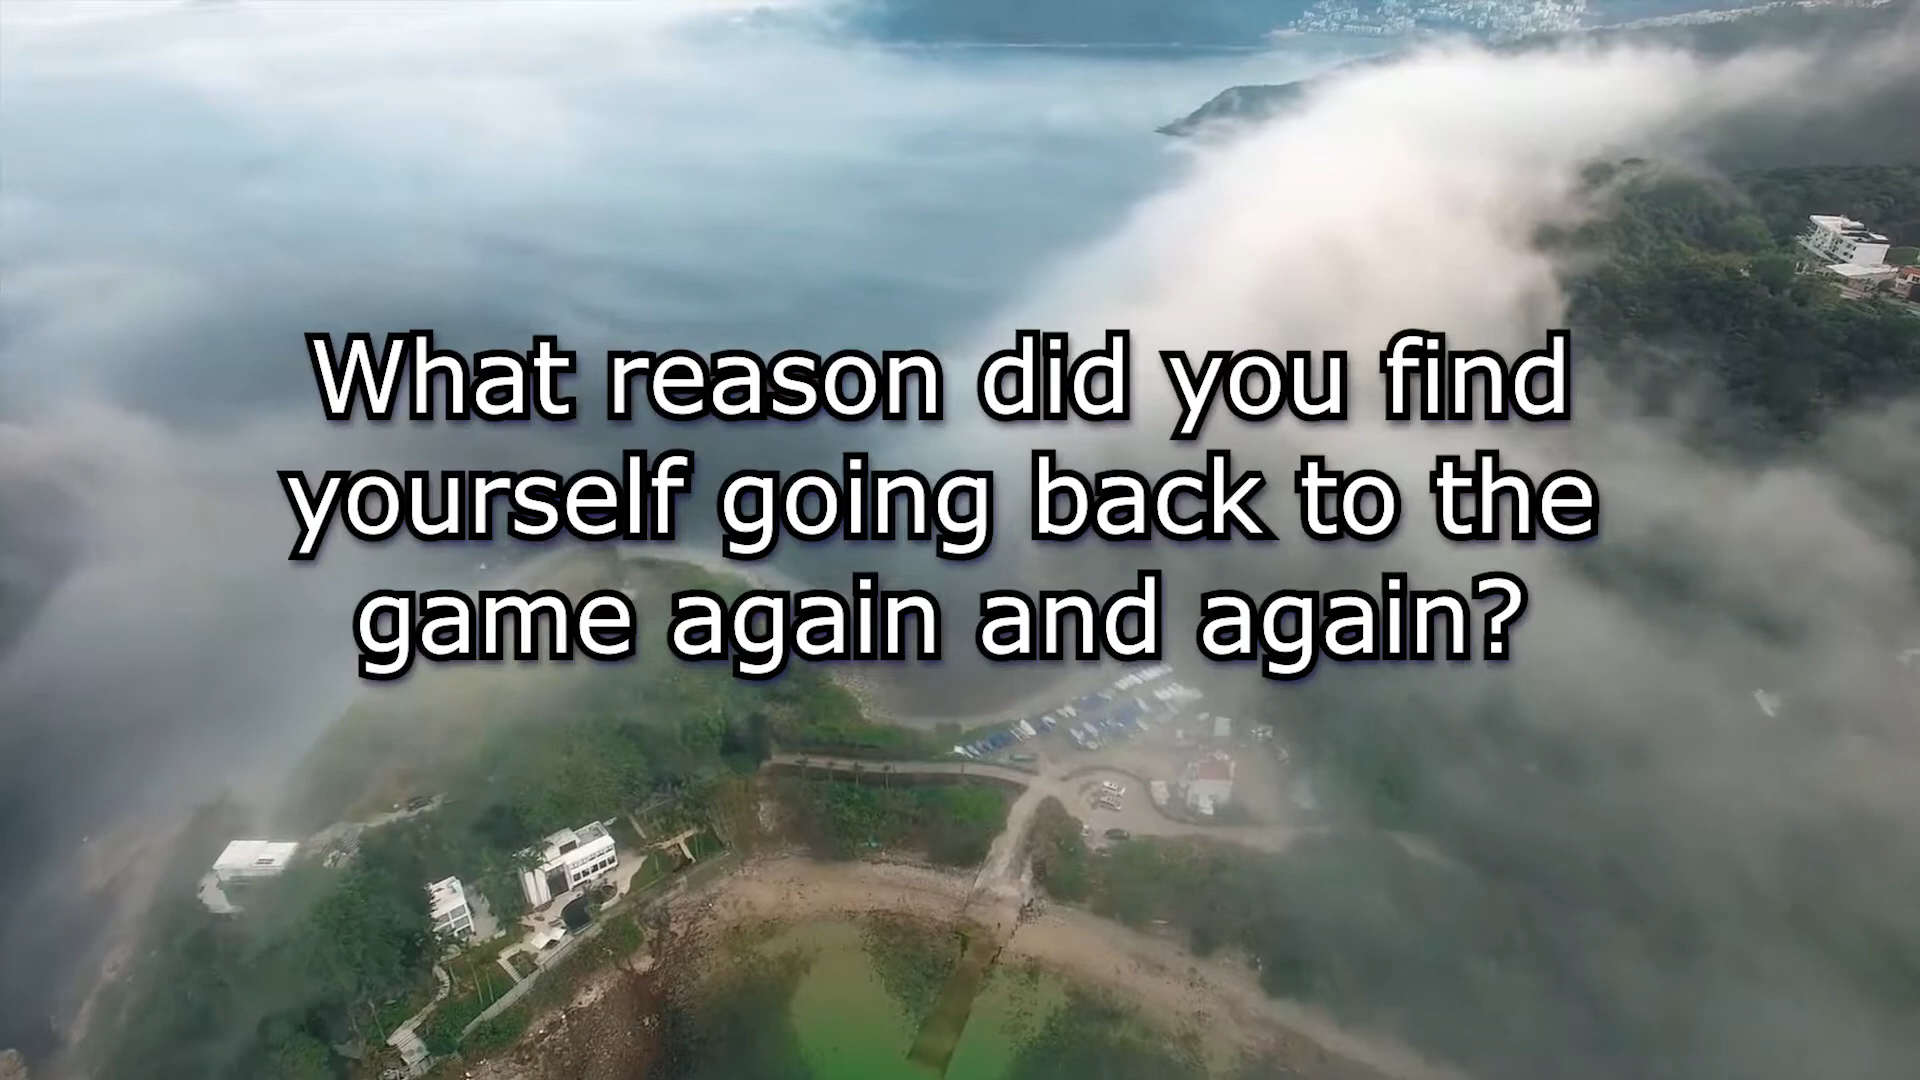 What reason did you find
yourself going back to the
game again and again?